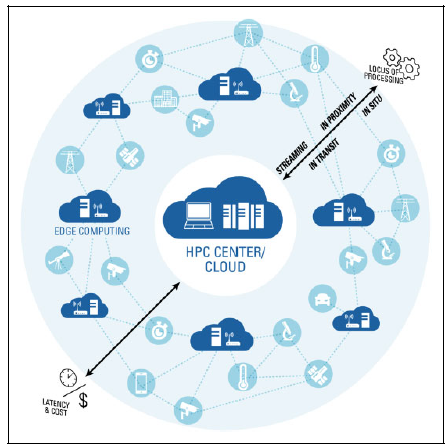 LOCUS OF
PROCESSING
STREAMING
IN PROXIMITY
IN TRANSIT
IN SITU
EDGE COMPUTING
HPC CENTER/
CLOUD
LATENCY
& COST
$